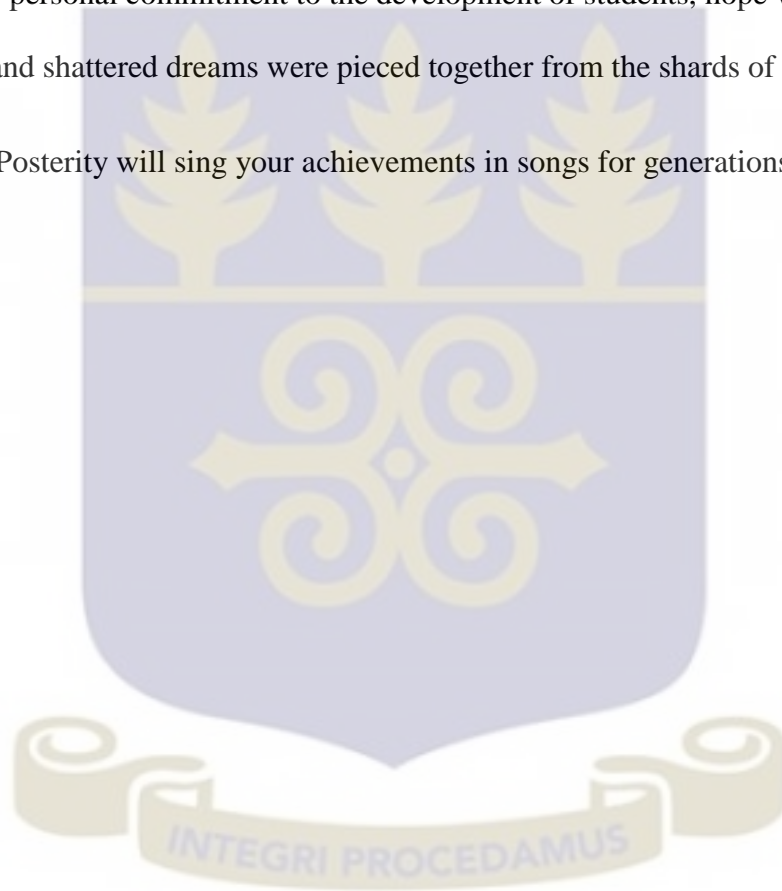 personal commitment to the development of students, hope
and shattered dreams were pieced together from the shards of
Posterity will sing your achievements in songs for generations
INTEGRI PROCEDAMUS